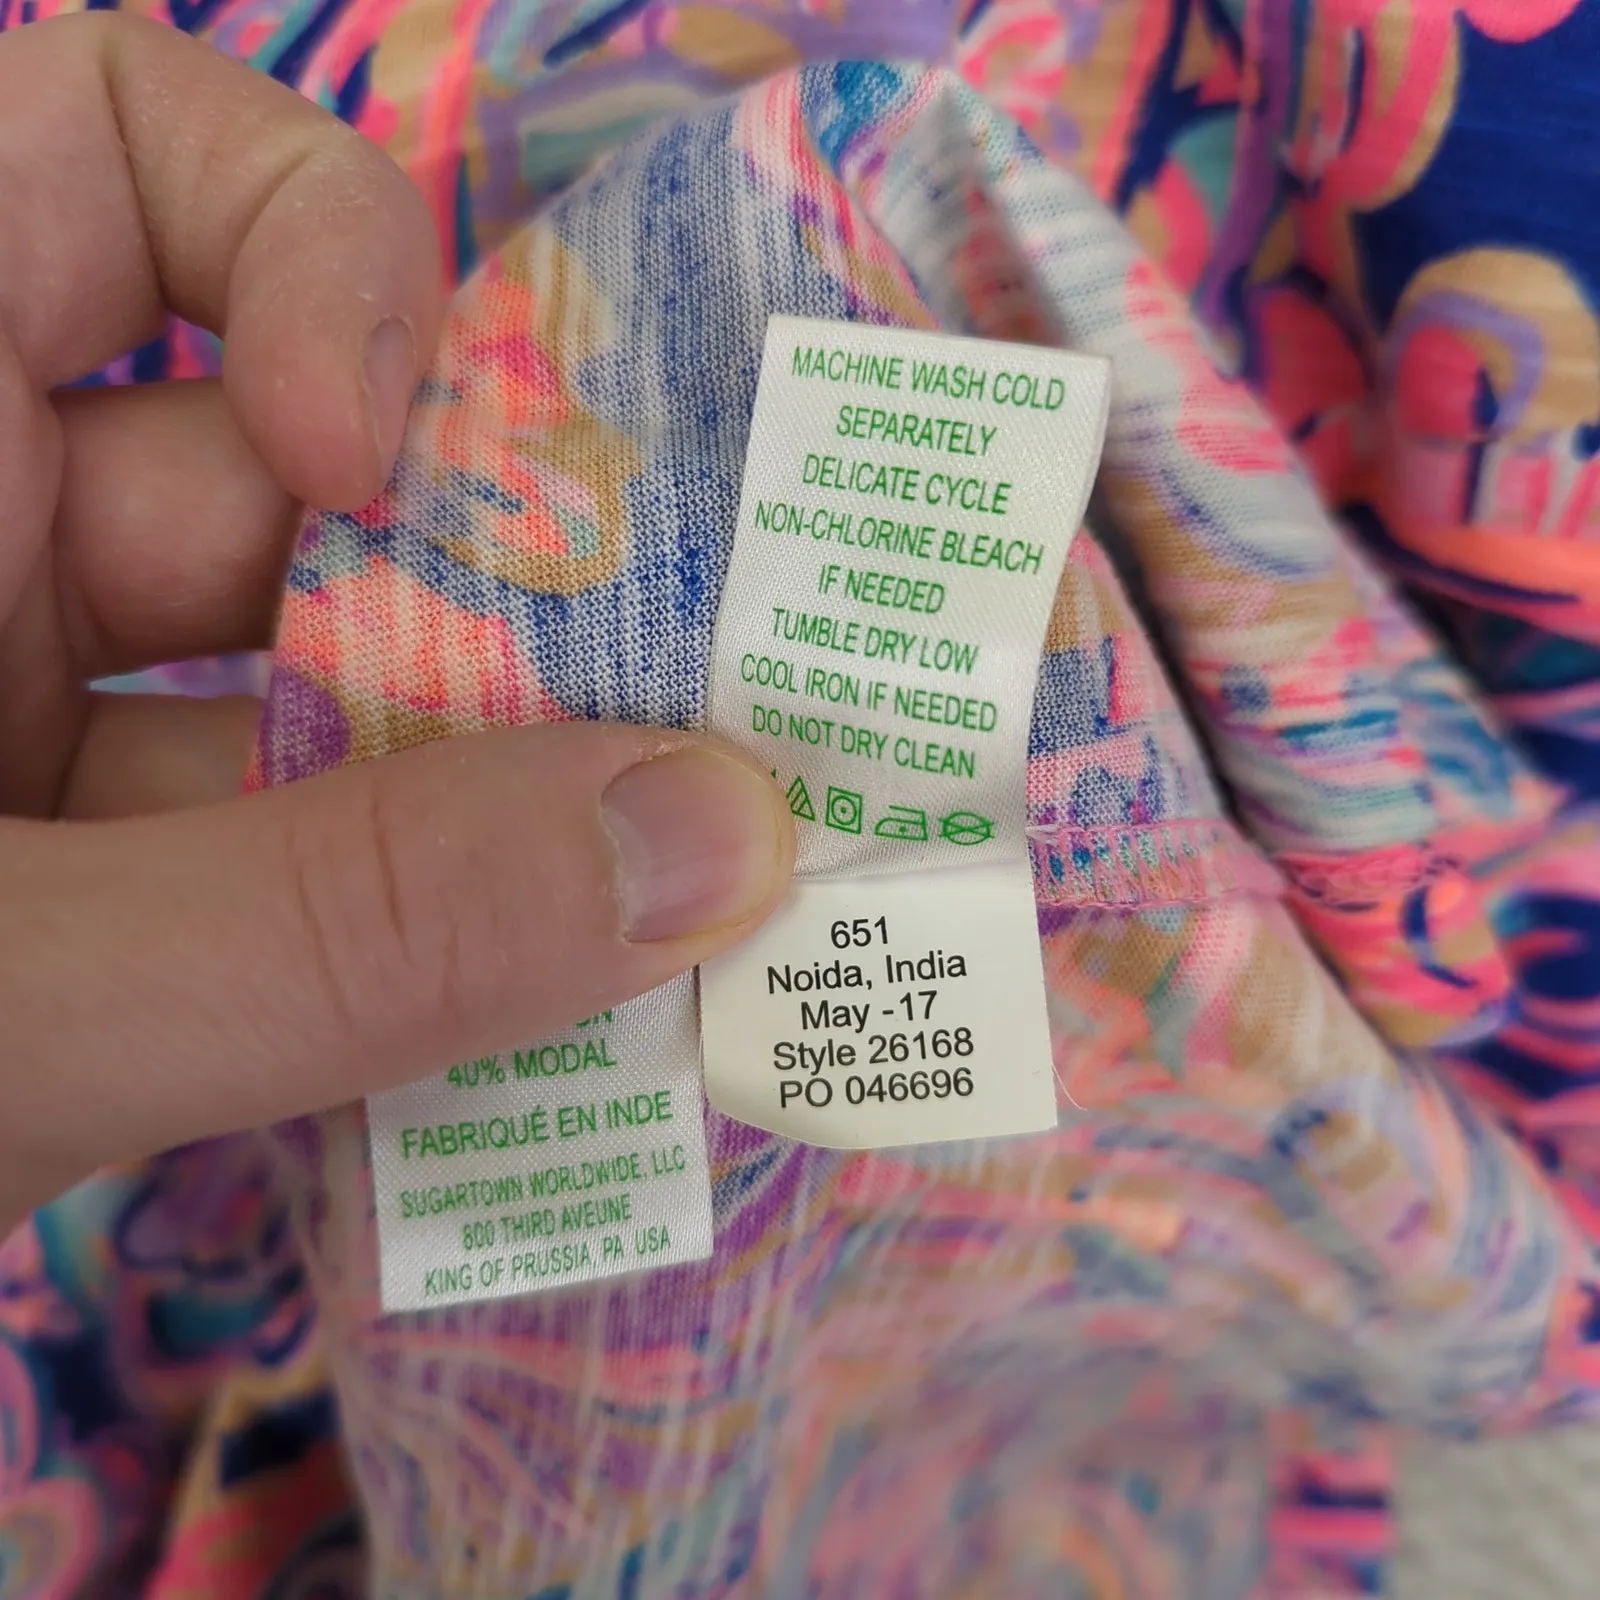 MACHINE WASH COLD
SEPARATELY
DELICATE CYCLE
NON-CHLORINE BLEACH
IF NEEDED
TUMBLE DRY LOW
COOL IRON IF NEEDED
DO NOT DRY CLEAN
651
Noida, India
May -17
Style 26168
PO 046696
40% MODAL
FABRIQUÉ EN INDE
SUGARTOWN WORLDWIDE, LLC
800 THIRD AVEUNE
KING OF PRUSSIA, PA USA